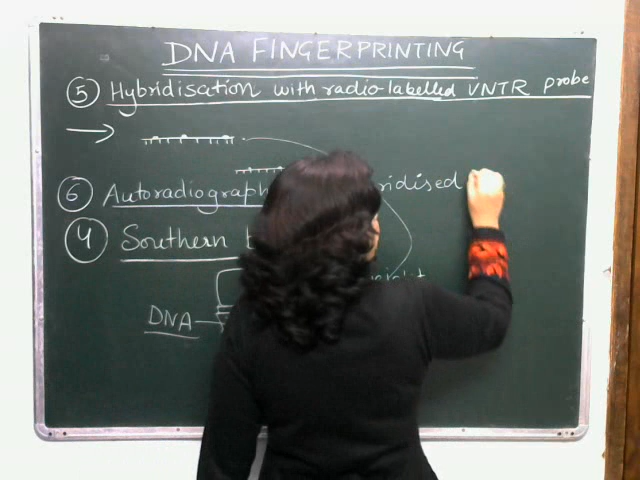 DNA FINGERPRINTING
⑤ Hybridisation with radio-labelled VNTR probe
⑥ Autoradiograph ridised
④ Southern
DNA